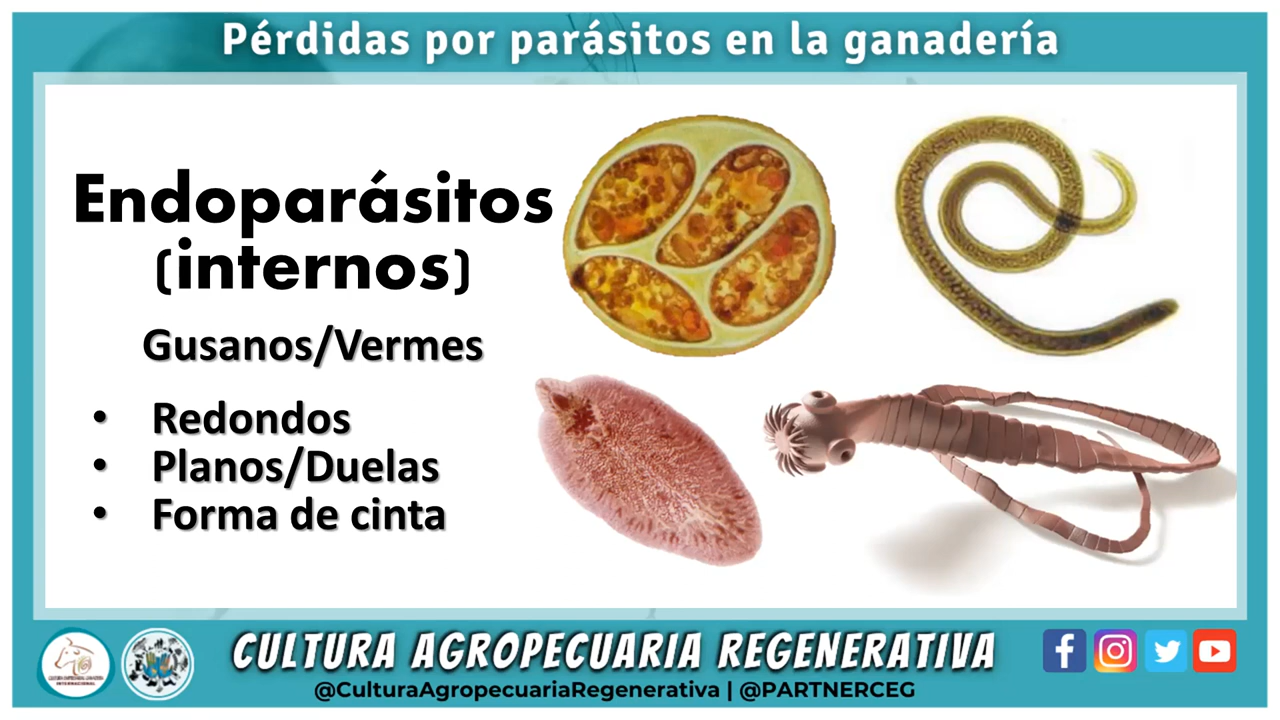 Pérdidas por parásitos en la ganadería
Endoparásitos
(internos)
Gusanos/Vermes
• Redondos
• Planos/Duelas
• Forma de cinta
CULTURA AGROPECUARIA REGENERATIVA
@CulturaAgropecuariaRegenerativa | @PARTNERCEG
INTERNACIONAL